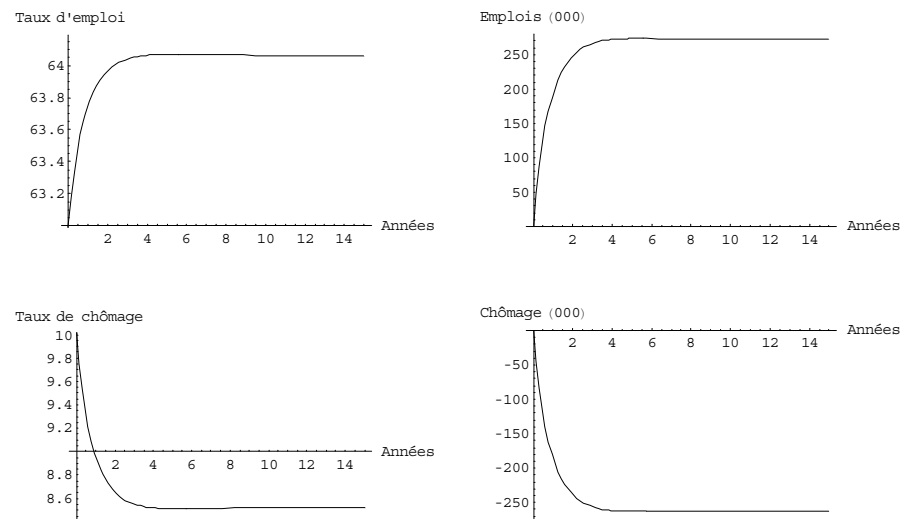 Taux d'emploi
64
63.8
63.6
63.4
63.2
2 4 6 8 10 12 14 Années
Emplois (000)
250
200
150
100
50
2 4 6 8 10 12 14 Années
Taux de chômage
10
9.8
9.6
9.4
9.2
2 4 6 8 10 12 14 Années
8.8
8.6
Chômage (000)
2 4 6 8 10 12 14 Années
-50
-100
-150
-200
-250